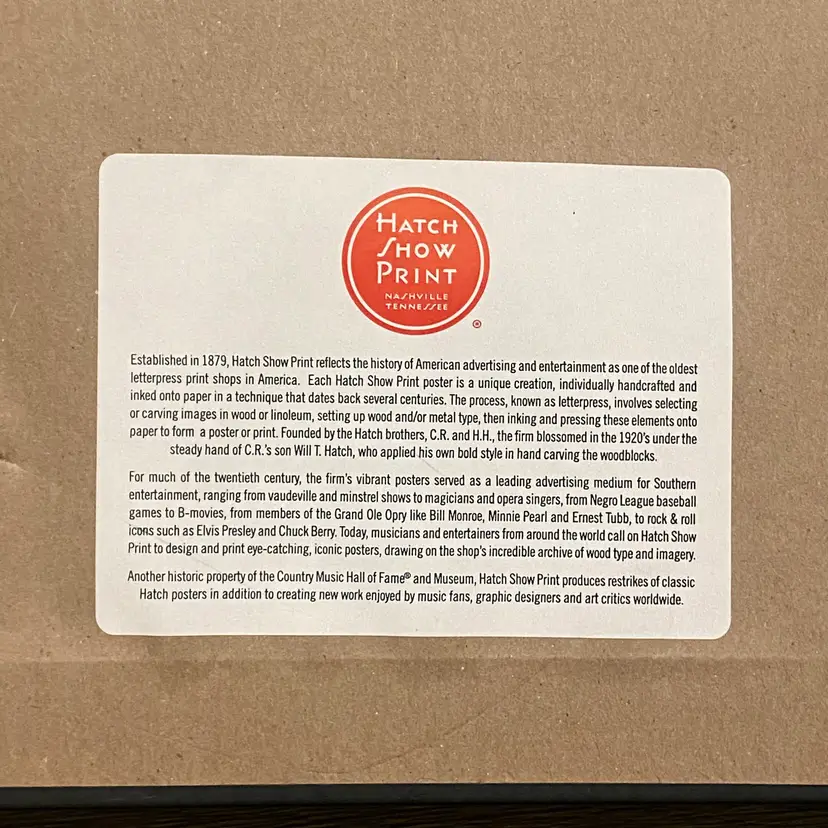 HATCH
SHOW
PRINT
NASHVILLE
TENNESSEE
®
Established in 1879, Hatch Show Print reflects the history of American advertising and entertainment as one of the oldest
letterpress print shops in America. Each Hatch Show Print poster is a unique creation, individually handcrafted and
inked onto paper in a technique that dates back several centuries. The process, known as letterpress, involves selecting
or carving images in wood or linoleum, setting up wood and/or metal type, then inking and pressing these elements onto
paper to form a poster or print. Founded by the Hatch brothers, C.R. and H.H., the firm blossomed in the 1920's under the
steady hand of C.R.'s son Will T. Hatch, who applied his own bold style in hand carving the woodblocks.
For much of the twentieth century, the firm's vibrant posters served as a leading advertising medium for Southern
entertainment, ranging from vaudeville and minstrel shows to magicians and opera singers, from Negro League baseball
games to B-movies, from members of the Grand Ole Opry like Bill Monroe, Minnie Pearl and Ernest Tubb, to rock & roll
icons such as Elvis Presley and Chuck Berry. Today, musicians and entertainers from around the world call on Hatch Show
Print to design and print eye-catching, iconic posters, drawing on the shop's incredible archive of wood type and imagery.
Another historic property of the Country Music Hall of Fame® and Museum, Hatch Show Print produces restrikes of classic
Hatch posters in addition to creating new work enjoyed by music fans, graphic designers and art critics worldwide.